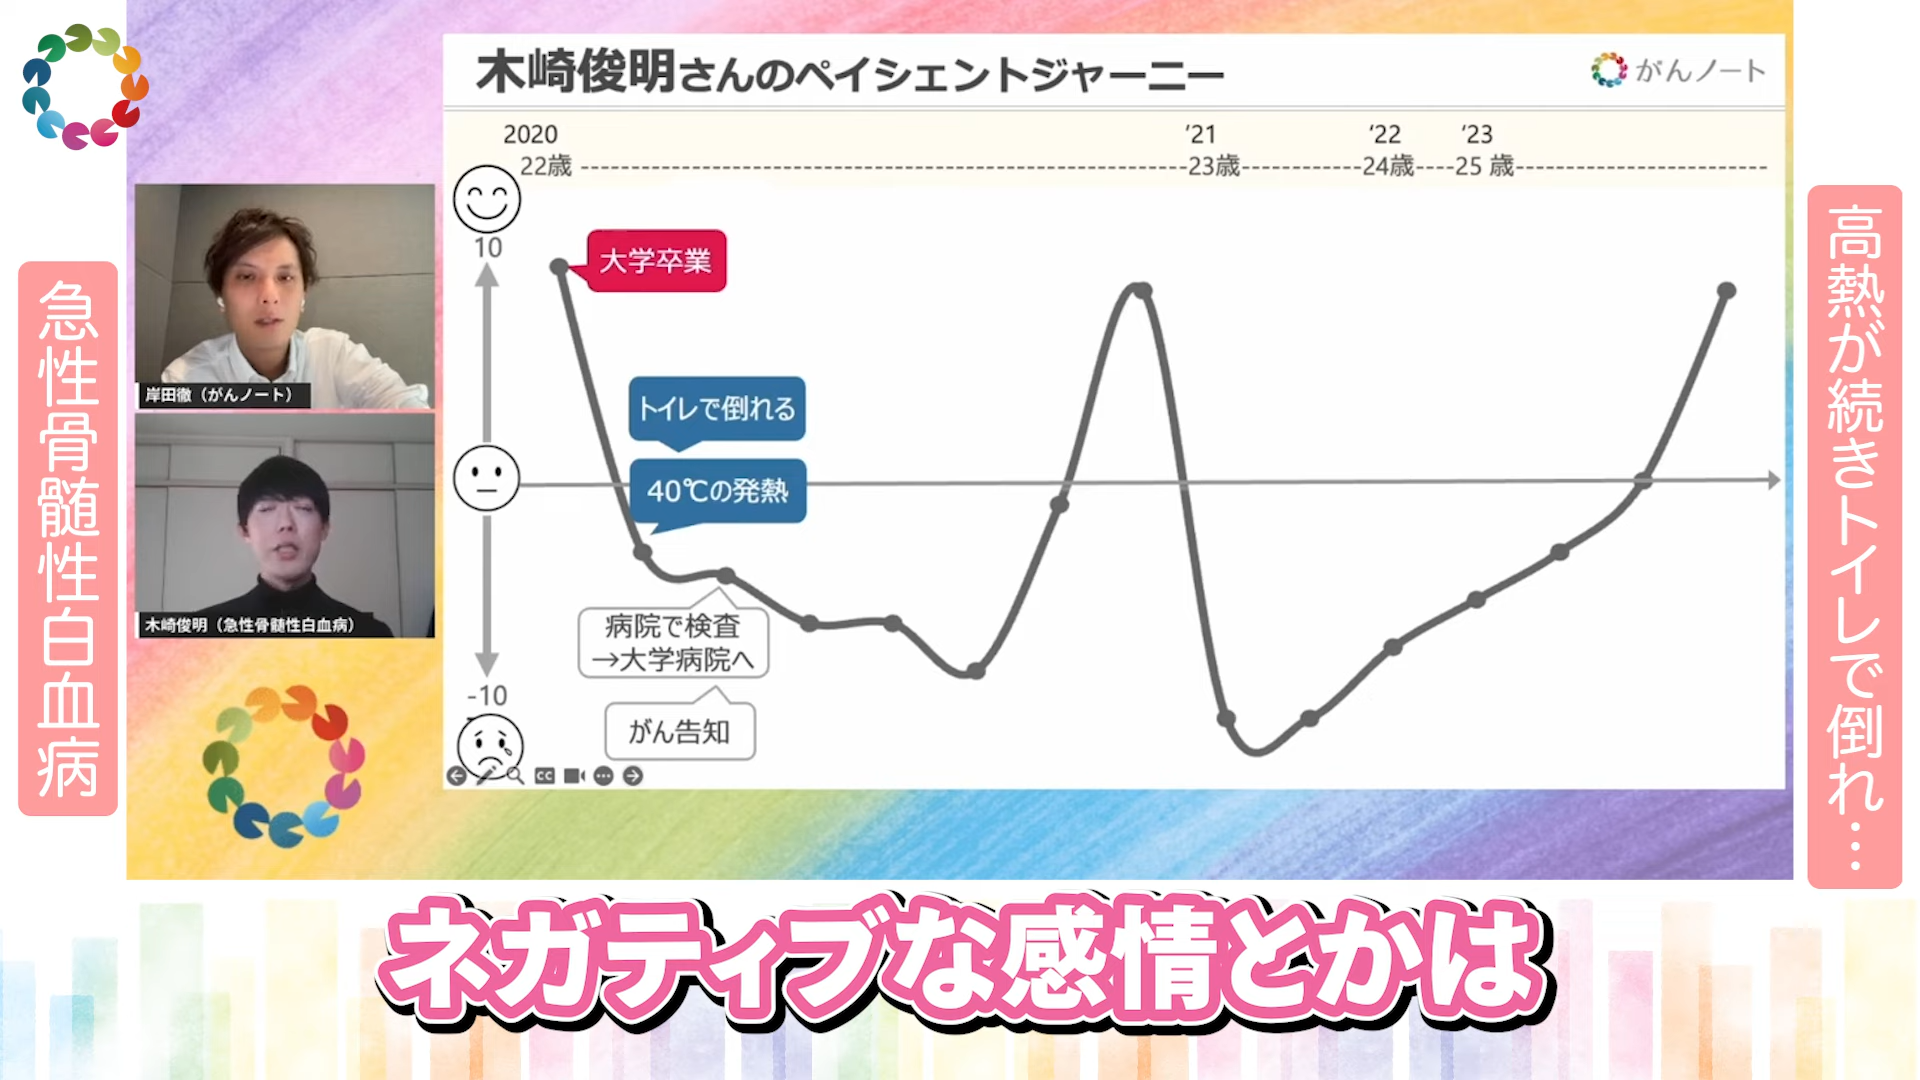 木崎俊明さんのペイシェントジャーニー
がんノート
2020
'21
'22
'23
22歳
23歳
24歳
25 歳
10
大学卒業
トイレで倒れる
40℃の発熱
病院で検査
→大学病院へ
がん告知
-10
CC
岸田徹（がんノート）
木崎俊明（急性骨髄性白血病）
急性骨髄性白血病
高熱が続きトイレで倒れ…
ネガティブな感情とかは